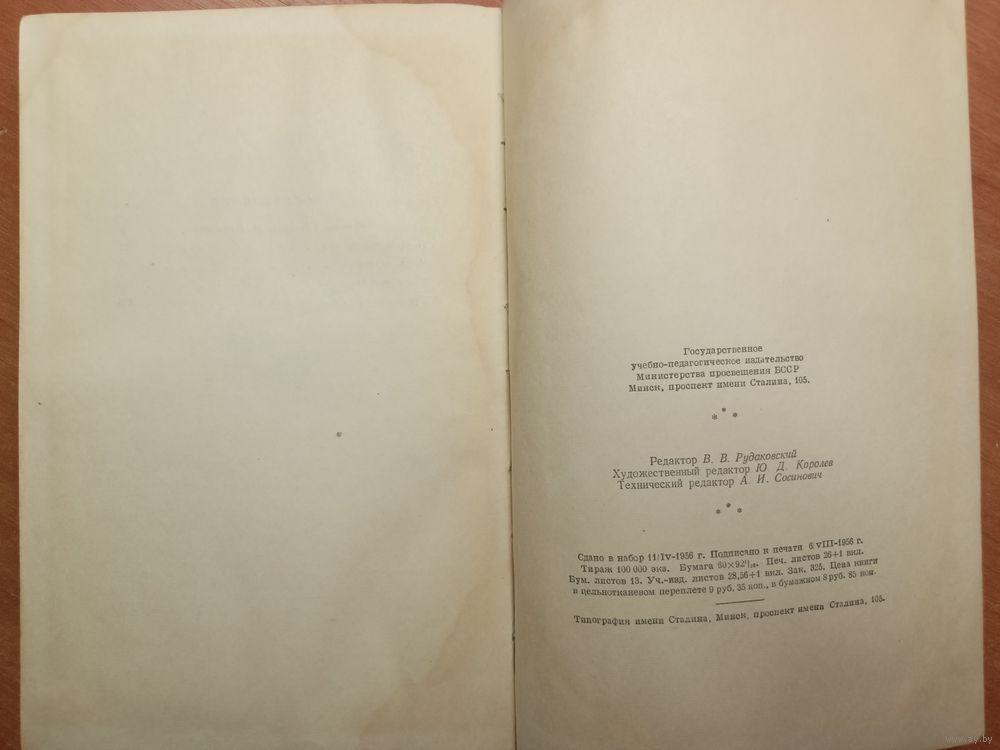 Государственное
учебно-педагогическое издательство
Министерства просвещения БССР
Минск, проспект имени Сталина, 105.
*
* *
Редактор В. В. Рудаковский
Художественный редактор Ю. Д. Королев
Технический редактор А. И. Сосинович
*
* *
Сдано в набор 11/IV-1956 г. Подписано к печати 6/VIII-1956 г.
Тираж 100 000 экз. Бумага 60×92¹/₁₆. Печ. листов 26+1 вкл.
Бум. листов 13. Уч.-изд. листов 28,56+1 вкл. Зак. 325. Цена книги
в цельнотканевом переплете 9 руб. 35 коп., в бумажном 8 руб. 85 коп.
Типография имени Сталина, Минск, проспект имени Сталина, 105.
www.ay.by